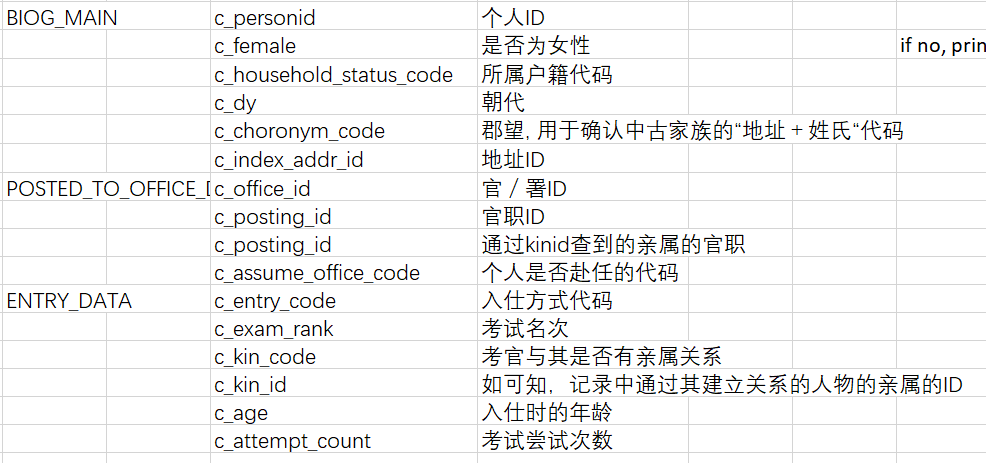 BIOG_MAIN c_personid 个人ID
c_female 是否为女性 if no, prin
c_household_status_code 所属户籍代码
c_dy 朝代
c_choronym_code 郡望, 用于确认中古家族的“地址＋姓氏“代码
c_index_addr_id 地址ID
POSTED_TO_OFFICE_D c_office_id 官／署ID
c_posting_id 官职ID
c_posting_id 通过kinid查到的亲属的官职
c_assume_office_code 个人是否赴任的代码
ENTRY_DATA c_entry_code 入仕方式代码
c_exam_rank 考试名次
c_kin_code 考官与其是否有亲属关系
c_kin_id 如可知，记录中通过其建立关系的人物的亲属的ID
c_age 入仕时的年龄
c_attempt_count 考试尝试次数